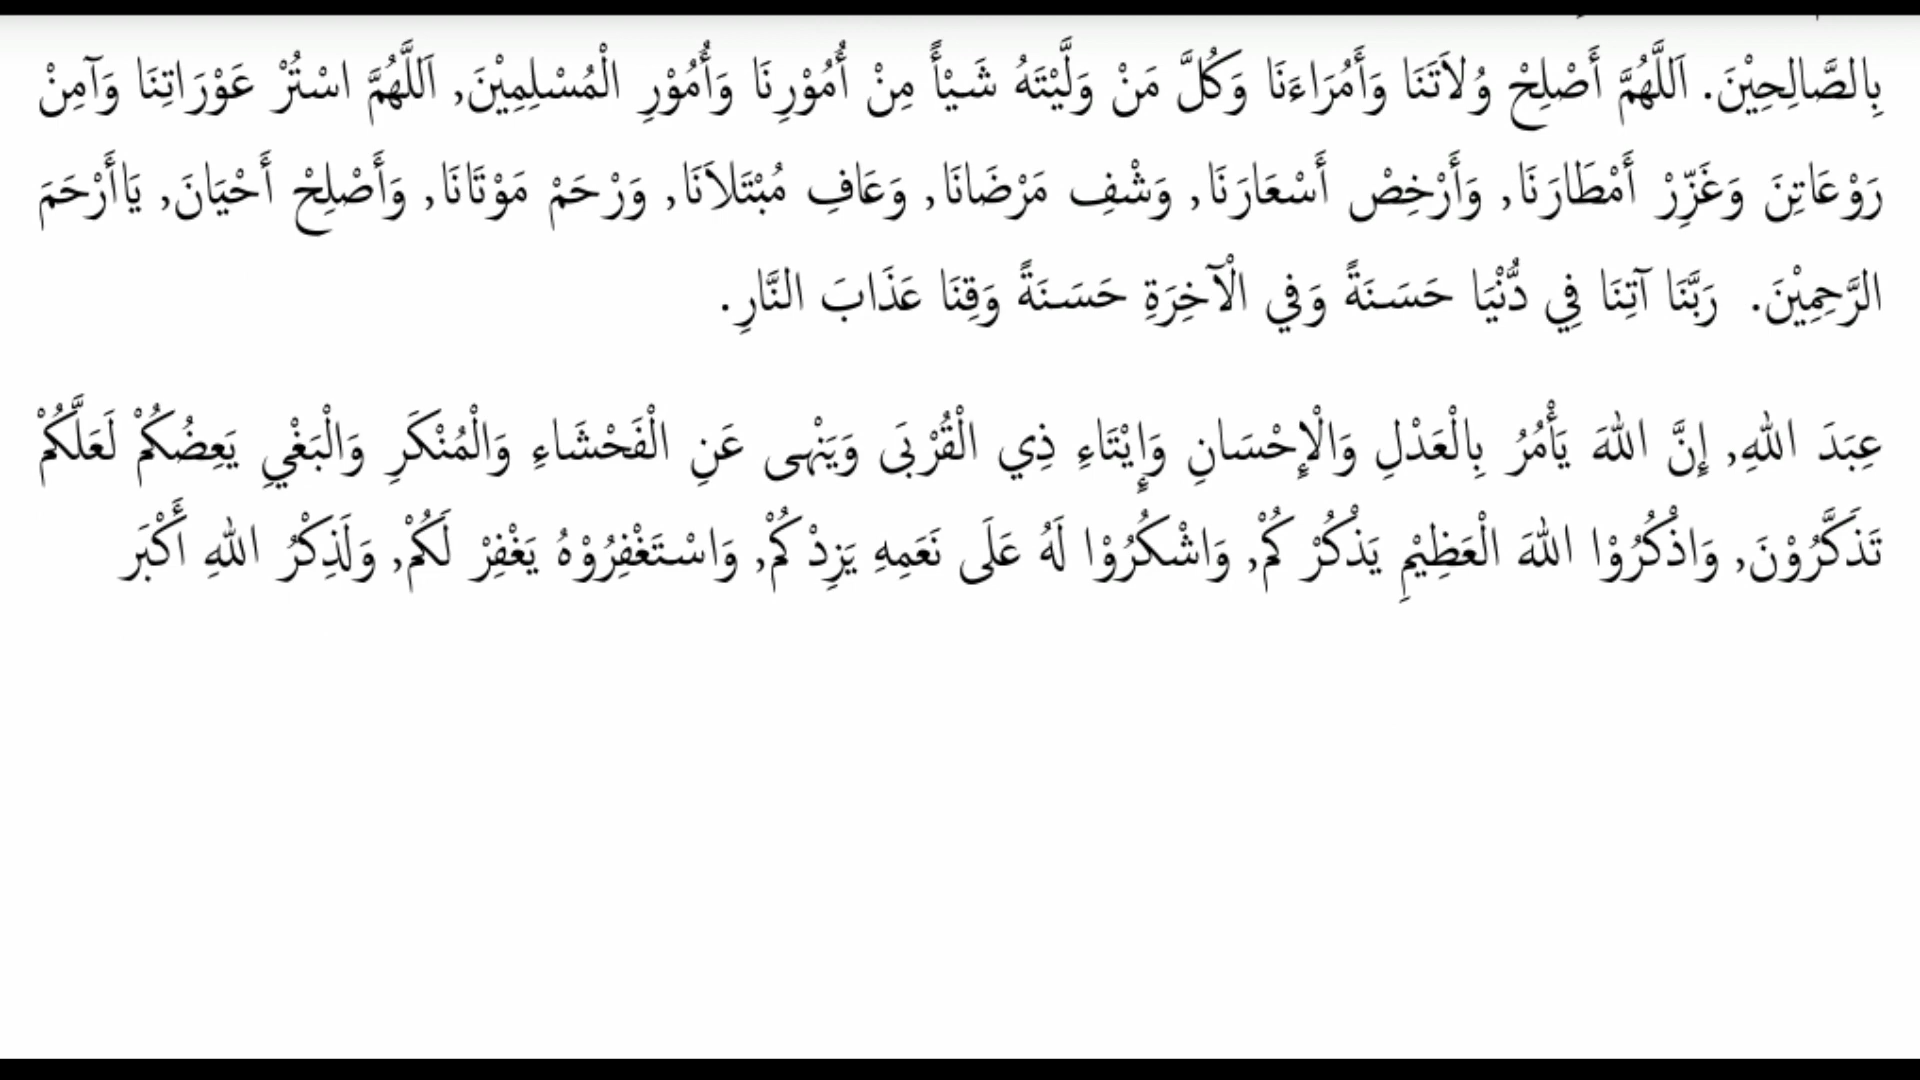 بِالصَّالِحِيْنَ. اَللَّهُمَّ أَصْلِحْ وُلاَتَنَا وَأُمُرَاءَنَا وَكُلَّ مَنْ وَلَّيْتَهُ شَيْأً مِنْ أُمُوْرِنَا وَأُمُوْرِ الْمُسْلِمِيْنَ, اَللَّهُمَّ اسْتُرْ عَوْرَاتِنَا وَآمِنْ
رَوْعَاتِنَ وَغَزِّرْ أَمْطَارَنَا, وَأَرْخِصْ أَسْعَارَنَا, وَشْفِ مَرْضَانَا, وَعَافِ مُبْتَلاَنَا, وَرْحَمْ مَوْتَانَا, وَأَصْلِحْ أَحْيَانَ, يَاأَرْحَمَ
الرَّحِمِيْنَ. رَبَّنَا آتِنَا فِي دُّنْيَا حَسَنَةً وَفِي الْآخِرَةِ حَسَنَةً وَقِنَا عَذَابَ النَّارِ.
عِبَدَ اللهِ, إِنَّ اللهَ يَأْمُرُ بِالْعَدْلِ وَالْإِحْسَانِ وَإِيْتَاءِ ذِي الْقُرْبَى وَيَنْهى عَنِ الْفَحْشَاءِ وَالْمُنْكَرِ وَالْبَغْيِ يَعِضُكُمْ لَعَلَّكُمْ
تَذَكَّرُوْنَ, وَاذْكُرُوْا اللهَ الْعَظِيْمِ يَذْكُرْ كُمْ, وَاشْكُرُوْا لَهُ عَلَى نَعَمِهِ يَزِدْ كُمْ, وَاسْتَغْفِرُوْهُ يَغْفِرْ لَكُمْ, وَلَذِكْرُ اللهِ أَكْبَر